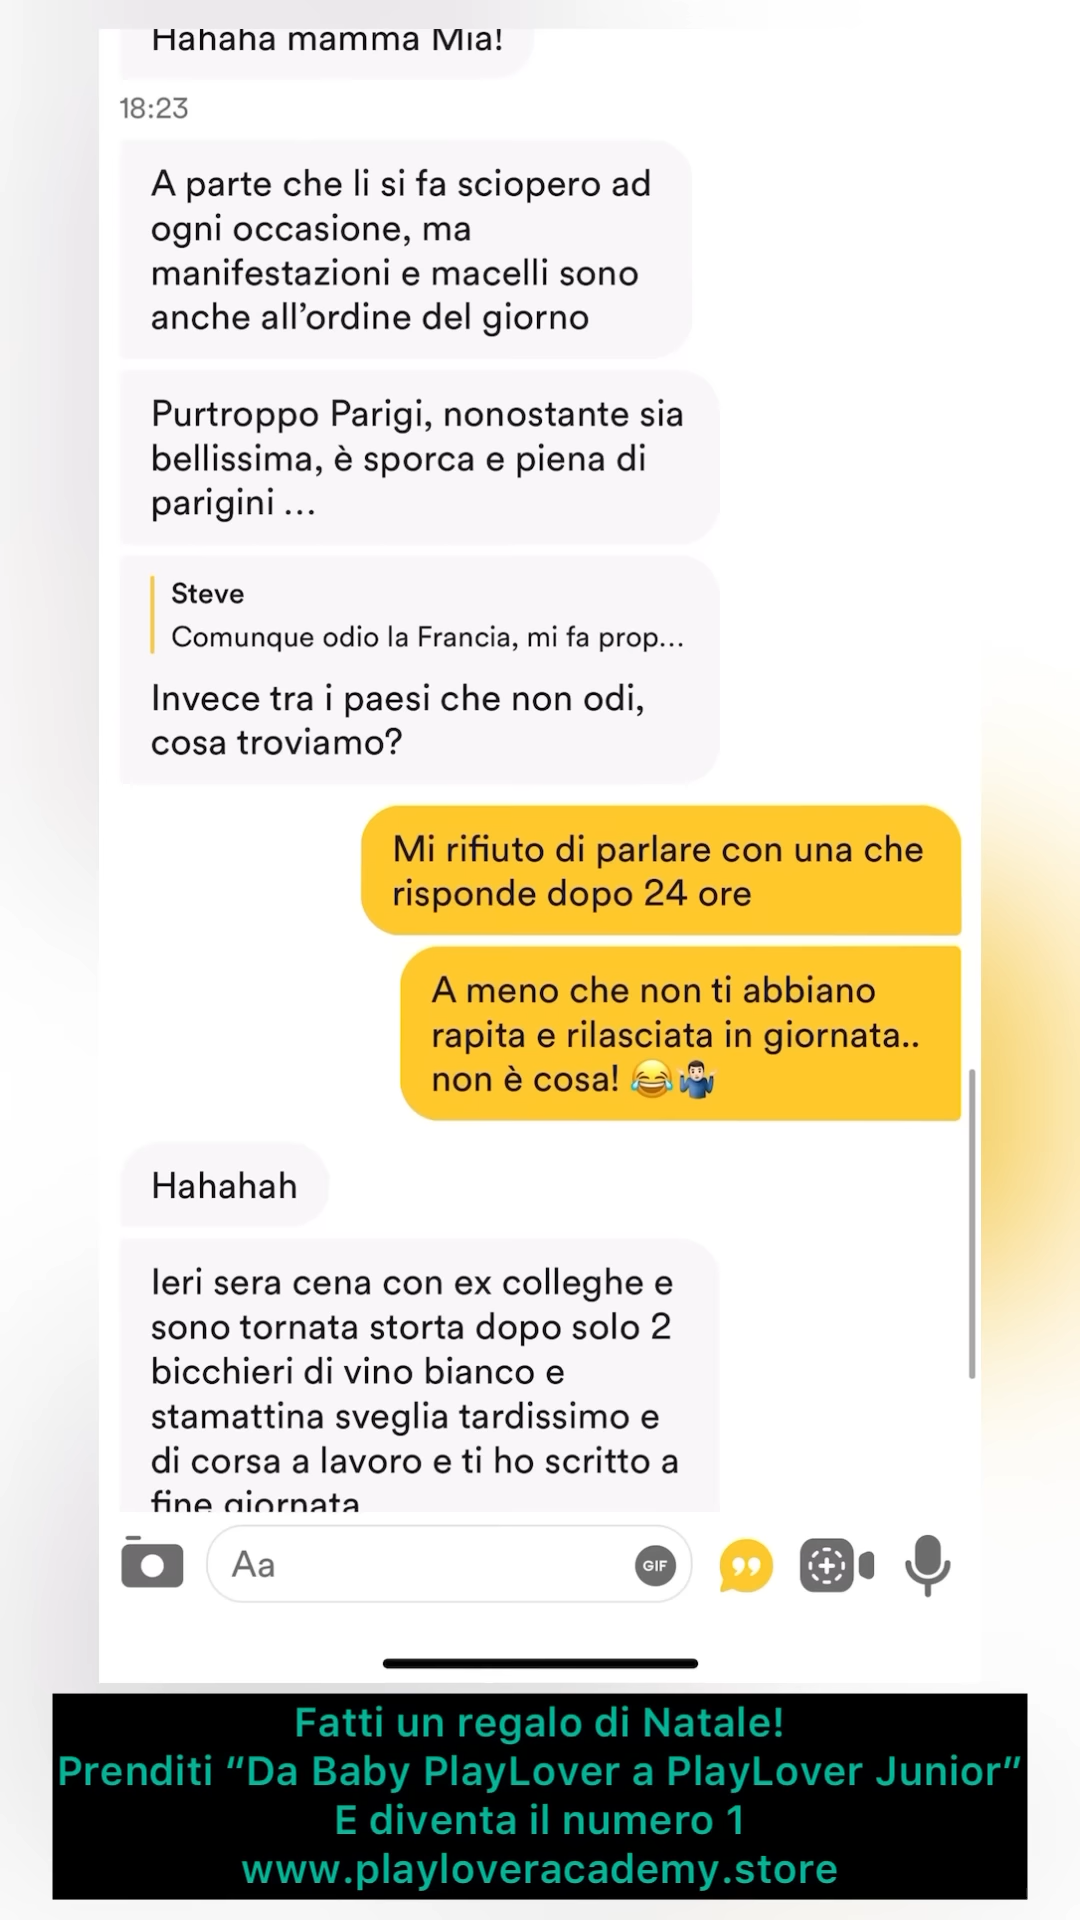 Hahaha mamma Mia!
18:23
A parte che li si fa sciopero ad
ogni occasione, ma
manifestazioni e macelli sono
anche all’ordine del giorno
Purtroppo Parigi, nonostante sia
bellissima, è sporca e piena di
parigini ...
Steve
Comunque odio la Francia, mi fa prop...
Invece tra i paesi che non odi,
cosa troviamo?
Mi rifiuto di parlare con una che
risponde dopo 24 ore
A meno che non ti abbiano
rapita e rilasciata in giornata..
non è cosa! 😂🤷🏻‍♂️
Hahahah
Ieri sera cena con ex colleghe e
sono tornata storta dopo solo 2
bicchieri di vino bianco e
stamattina sveglia tardissimo e
di corsa a lavoro e ti ho scritto a
fine giornata
Aa
GIF
Fatti un regalo di Natale!
Prenditi “Da Baby PlayLover a PlayLover Junior”
E diventa il numero 1
www.playloveracademy.store